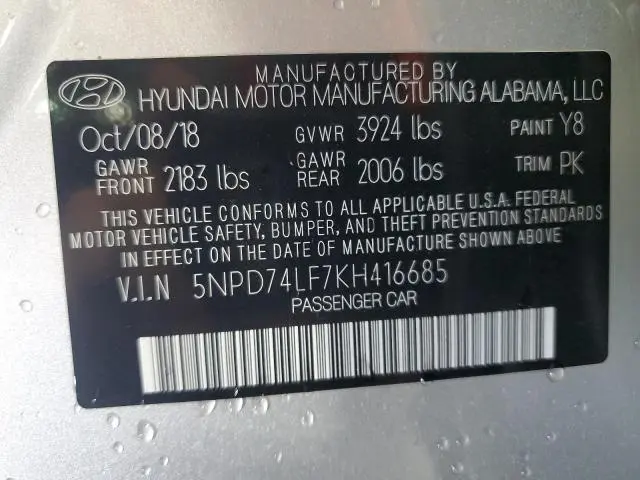 MANUFACTURED BY
HYUNDAI MOTOR MANUFACTURING ALABAMA, LLC
Oct/08/18 GVWR 3924 lbs PAINT Y8
GAWR FRONT 2183 lbs GAWR REAR 2006 lbs TRIM PK
THIS VEHICLE CONFORMS TO ALL APPLICABLE U.S.A. FEDERAL
MOTOR VEHICLE SAFETY, BUMPER, AND THEFT PREVENTION STANDARDS
IN EFFECT ON THE DATE OF MANUFACTURE SHOWN ABOVE.
V.I.N 5NPD74LF7KH416685
PASSENGER CAR